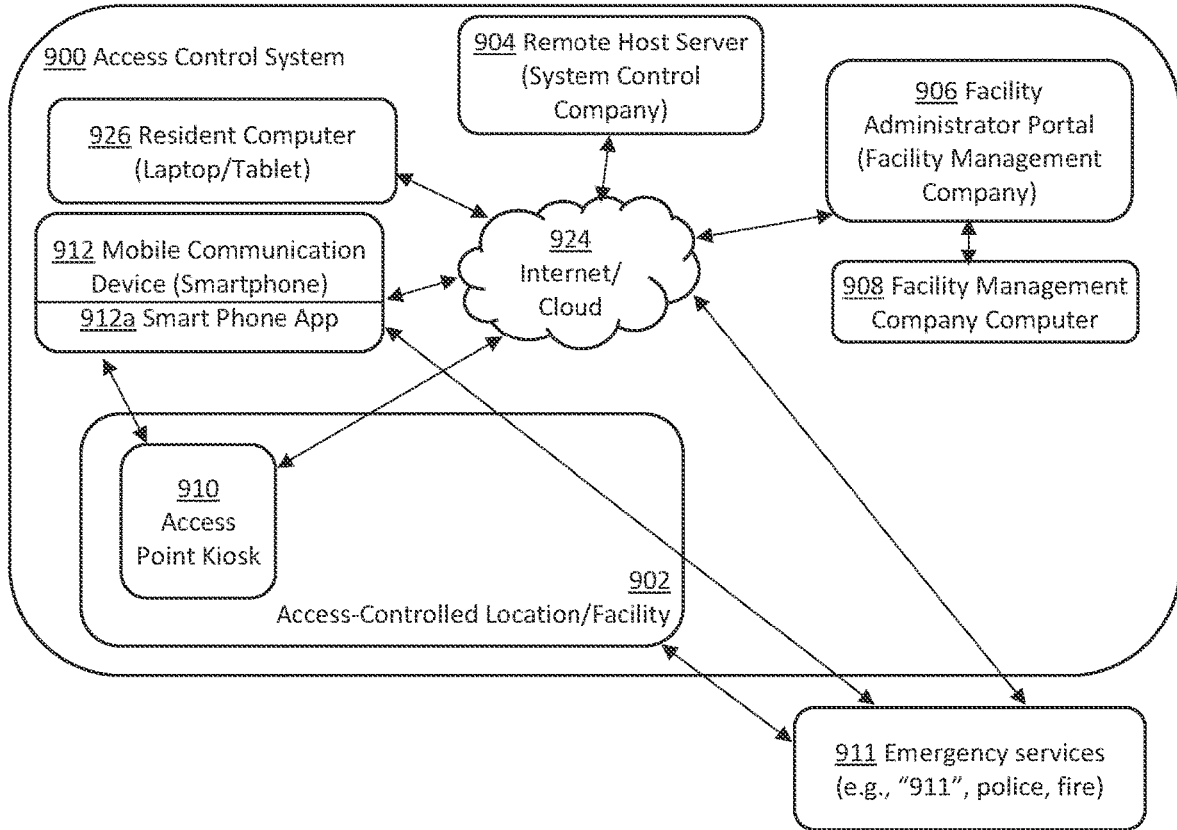 900 Access Control System
904 Remote Host Server
(System Control
Company)
906 Facility
Administrator Portal
(Facility Management
Company)
926 Resident Computer
(Laptop/Tablet)
912 Mobile Communication
Device (Smartphone)
912a Smart Phone App
924
Internet/
Cloud
908 Facility Management
Company Computer
910
Access
Point Kiosk
902
Access-Controlled Location/Facility
911 Emergency services
(e.g., “911”, police, fire)